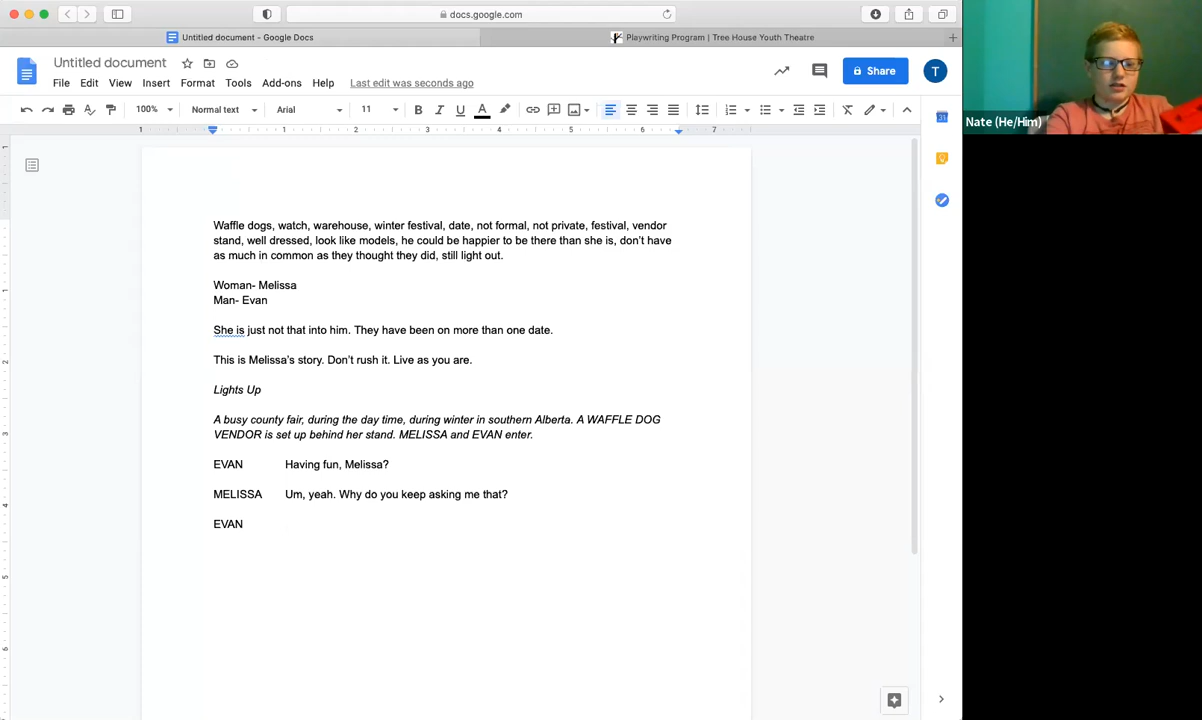 docs.google.com
Untitled document - Google Docs
Playwriting Program | Tree House Youth Theatre
Untitled document
File Edit View Insert Format Tools Add-ons Help Last edit was seconds ago
Share
T
100% Normal text Arial 11
1 1 2 3 4 5 6 7
Waffle dogs, watch, warehouse, winter festival, date, not formal, not private, festival, vendor
stand, well dressed, look like models, he could be happier to be there than she is, don't have
as much in common as they thought they did, still light out.
Woman- Melissa
Man- Evan
She is just not that into him. They have been on more than one date.
This is Melissa's story. Don't rush it. Live as you are.
Lights Up
A busy county fair, during the day time, during winter in southern Alberta. A WAFFLE DOG
VENDOR is set up behind her stand. MELISSA and EVAN enter.
EVAN Having fun, Melissa?
MELISSA Um, yeah. Why do you keep asking me that?
EVAN
Nate (He/Him)